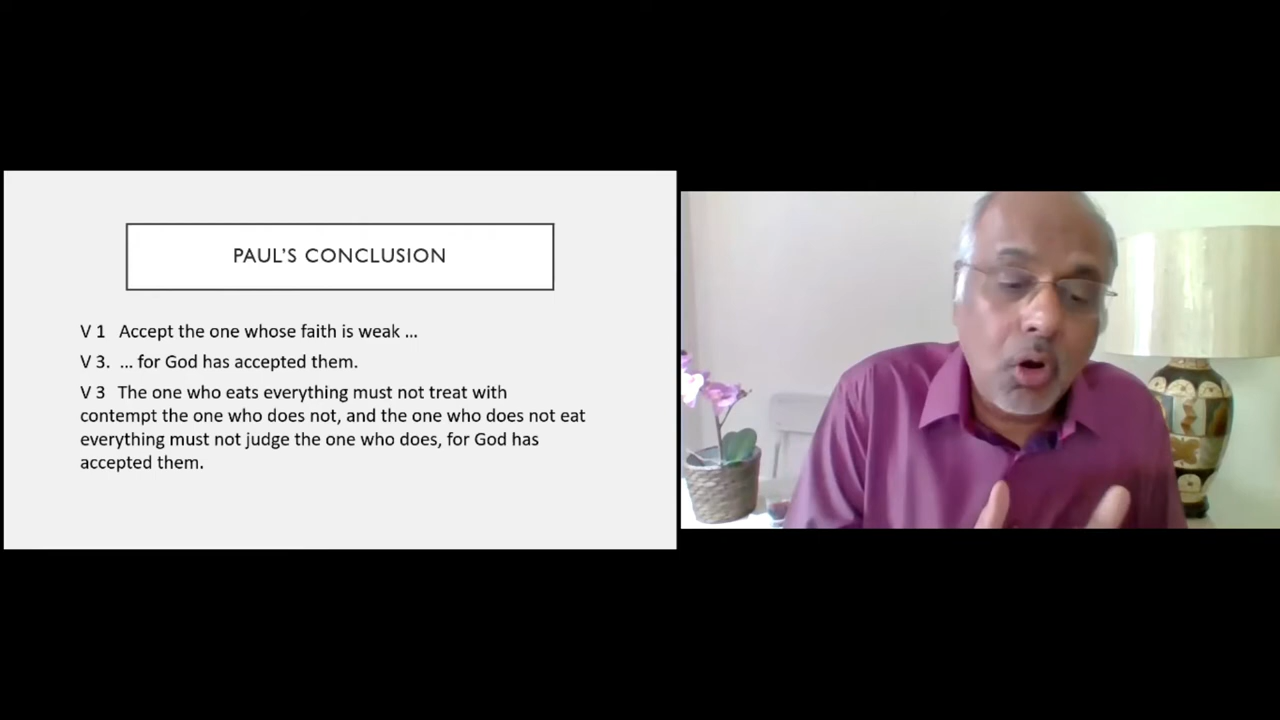 PAUL'S CONCLUSION
V 1 Accept the one whose faith is weak ...
V 3. ... for God has accepted them.
V 3 The one who eats everything must not treat with
contempt the one who does not, and the one who does not eat
everything must not judge the one who does, for God has
accepted them.